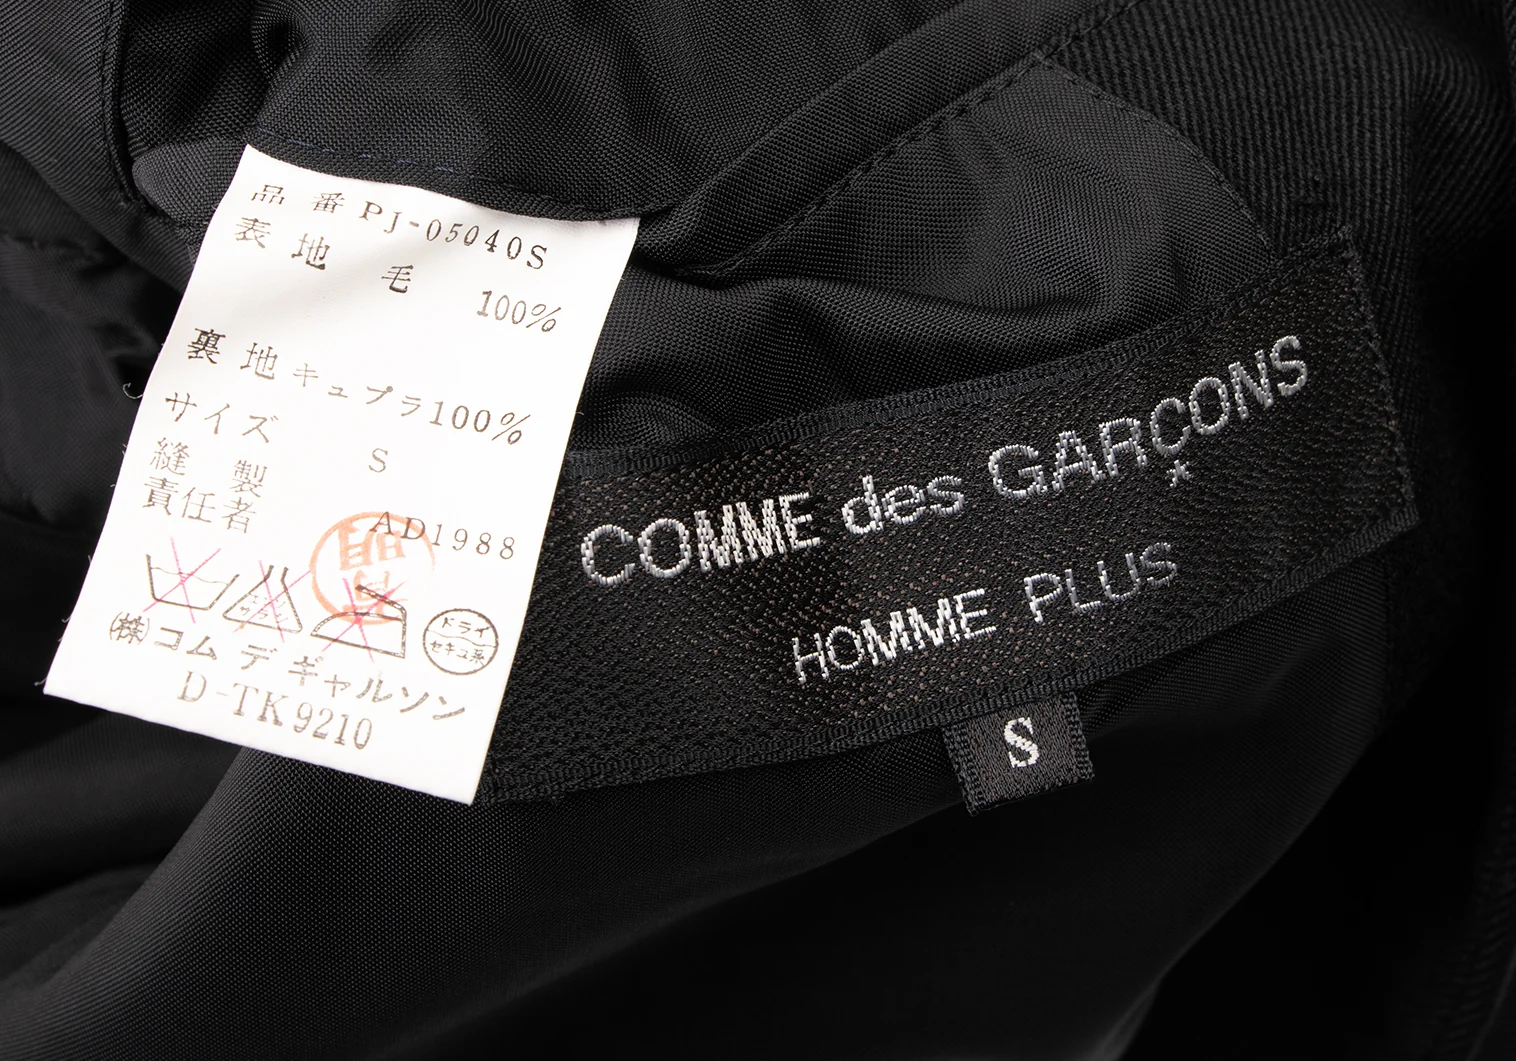 品番 PJ-05040S
表地 毛 100%
裏地 キュプラ100%
サイズ S
縫製
責任者 AD1988
ドライ
セキユ系
(株)コム デ ギャルソン
D-TK9210
COMME des GARCONS
HOMME PLUS
S